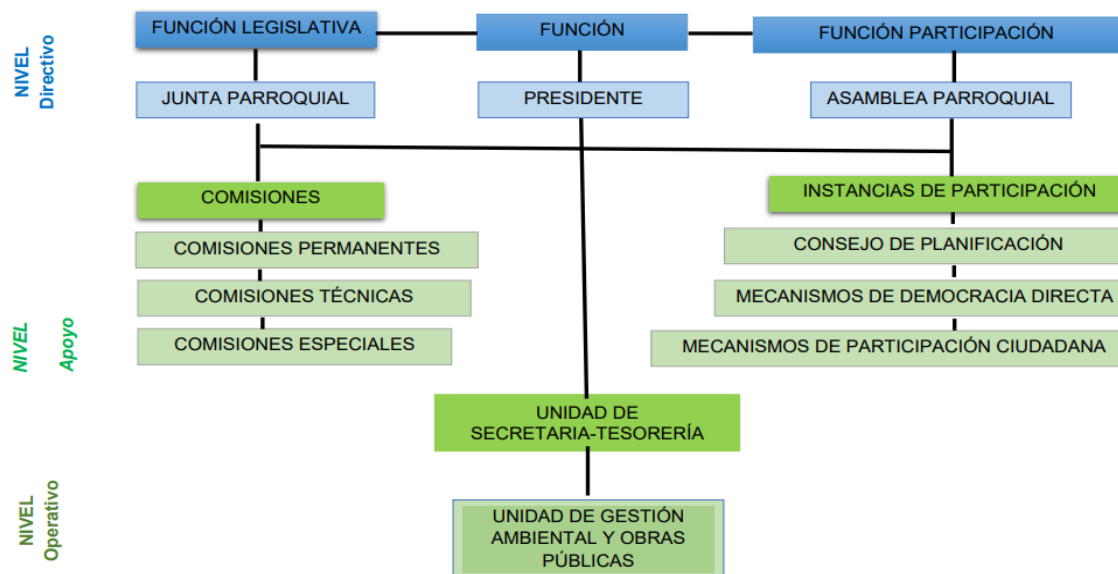 NIVEL
Directivo
FUNCIÓN LEGISLATIVA
FUNCIÓN
FUNCIÓN PARTICIPACIÓN
JUNTA PARROQUIAL
PRESIDENTE
ASAMBLEA PARROQUIAL
NIVEL
Apoyo
COMISIONES
COMISIONES PERMANENTES
COMISIONES TÉCNICAS
COMISIONES ESPECIALES
INSTANCIAS DE PARTICIPACIÓN
CONSEJO DE PLANIFICACIÓN
MECANISMOS DE DEMOCRACIA DIRECTA
MECANISMOS DE PARTICIPACIÓN CIUDADANA
UNIDAD DE
SECRETARIA-TESORERÍA
NIVEL
Operativo
UNIDAD DE GESTIÓN
AMBIENTAL Y OBRAS
PÚBLICAS